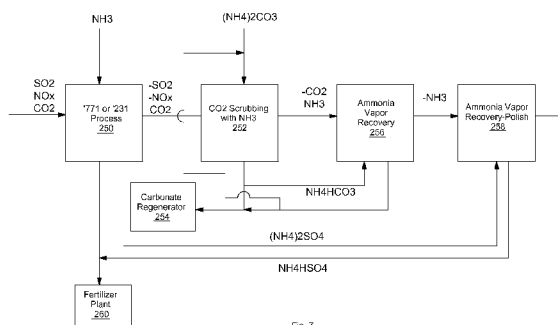 NH3
(NH4)2CO3
SO2
NOx
CO2
'771 or '231
Process
250
-SO2
-NOx
CO2
CO2 Scrubbing
with NH3
252
-CO2
NH3
Ammonia
Vapor
Recovery
256
-NH3
Ammonia Vapor
Recovery-Polish
258
Carbonate
Regenerator
254
NH4HCO3
(NH4)2SO4
NH4HSO4
Fertilizer
Plant
260